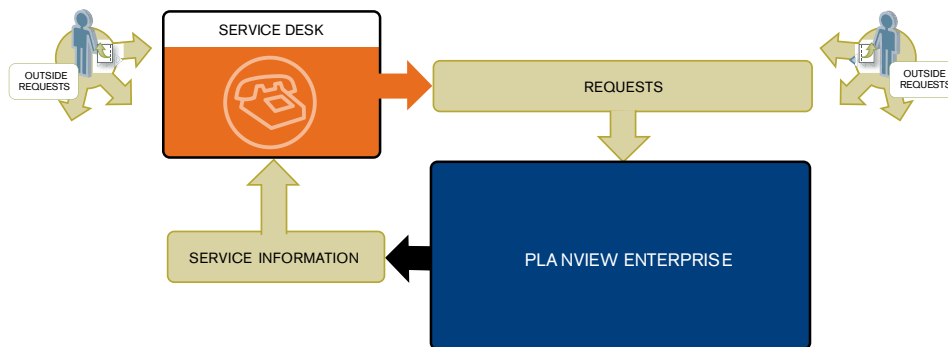 SERVICE DESK
OUTSIDE
REQUESTS
REQUESTS
OUTSIDE
REQUESTS
SERVICE INFORMATION
PLANVIEW ENTERPRISE